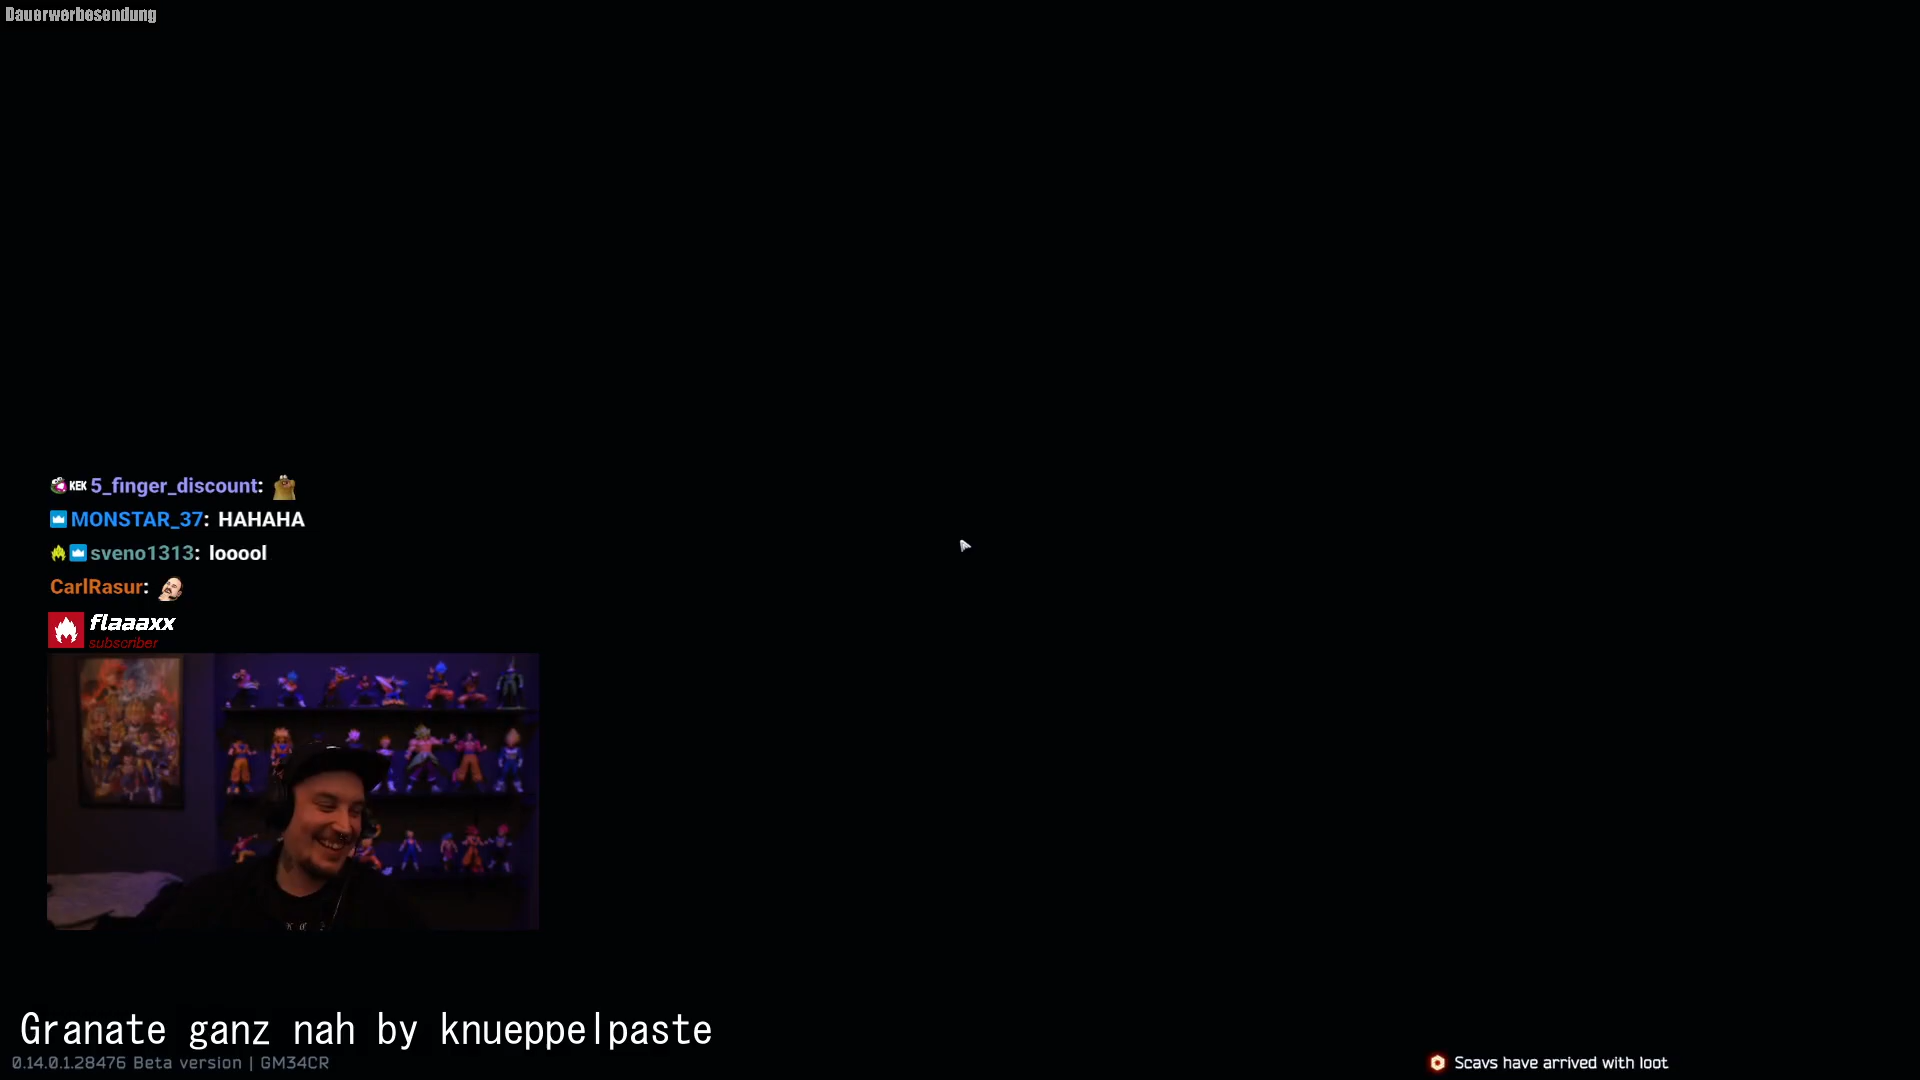 Dauerwerbesendung
KEK 5_finger_discount:
MONSTAR_37: HAHAHA
sveno1313: looool
CarlRasur:
flaaaxx
subscriber
Granate ganz nah by knueppelpaste
0.14.0.1.28476 Beta version | GM34CR
Scavs have arrived with loot